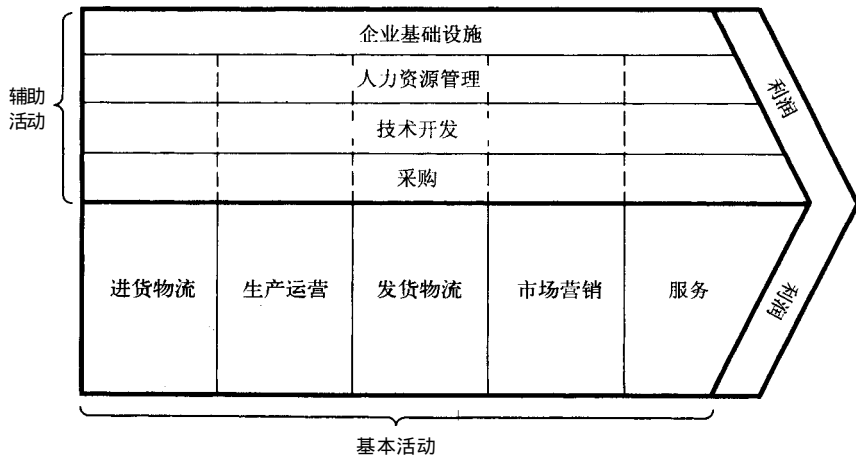 企业基础设施
人力资源管理
辅助
活动
技术开发
采购
利润
进货物流
生产运营
发货物流
市场营销
服务
利润
基本活动